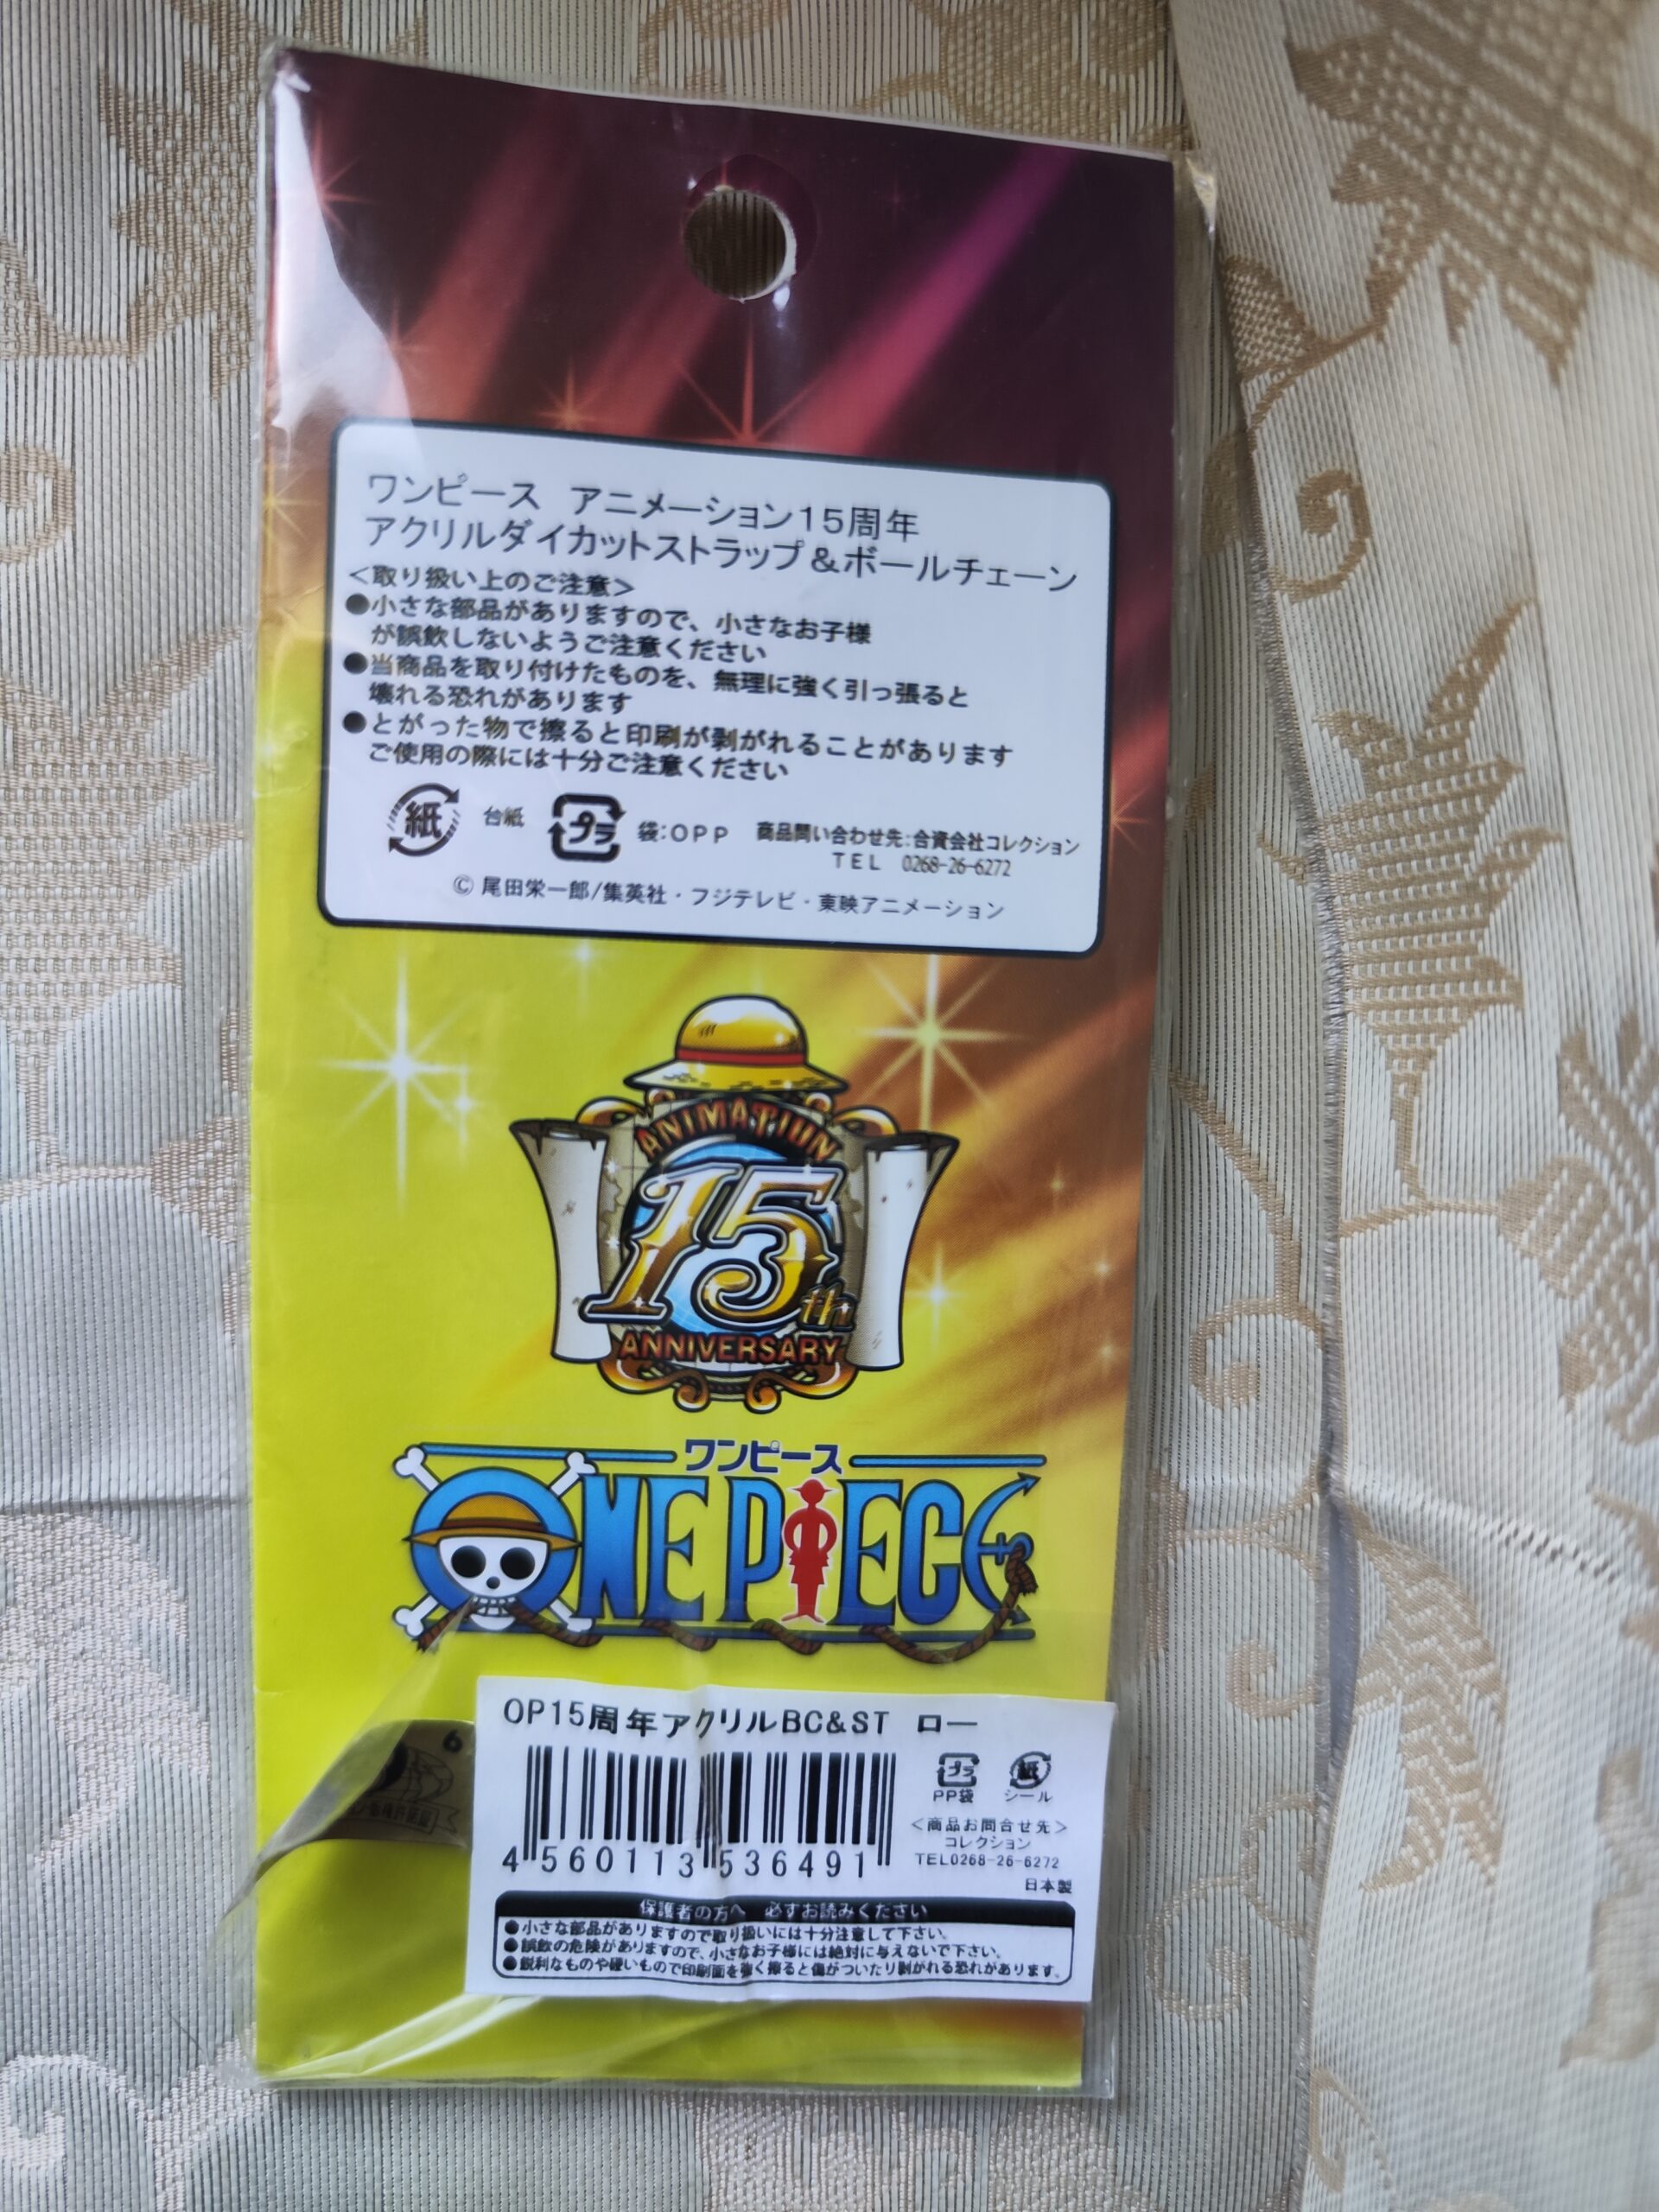 ワンピース　アニメーション15周年
アクリルダイカットストラップ＆ボールチェーン
＜取り扱い上のご注意＞
●小さな部品がありますので、小さなお子様
が誤飲しないようご注意ください
●当商品を取り付けたものを、無理に強く引っ張ると
壊れる恐れがあります
●とがった物で擦ると印刷が剥がれることがあります
ご使用の際には十分ご注意ください
紙 台紙 プラ 袋:OPP 商品問い合わせ先:合資会社コレクション
TEL 0268-26-6272
© 尾田栄一郎/集英社・フジテレビ・東映アニメーション
ANIMATION
15th
ANNIVERSARY
ワンピース
ONE PIECE
OP15周年アクリルBC&ST ロー
プラ 紙
PP袋 シール
＜商品お問合せ先＞
コレクション
TEL0268-26-6272
4 560113 536491
日本製
保護者の方へ　必ずお読みください
●小さな部品がありますので取り扱いには十分注意して下さい。
●誤飲の危険がありますので、小さなお子様には絶対に与えないで下さい。
●鋭利なものや硬いもので印刷面を強く擦ると傷がついたり剥がれる恐れがあります。
6